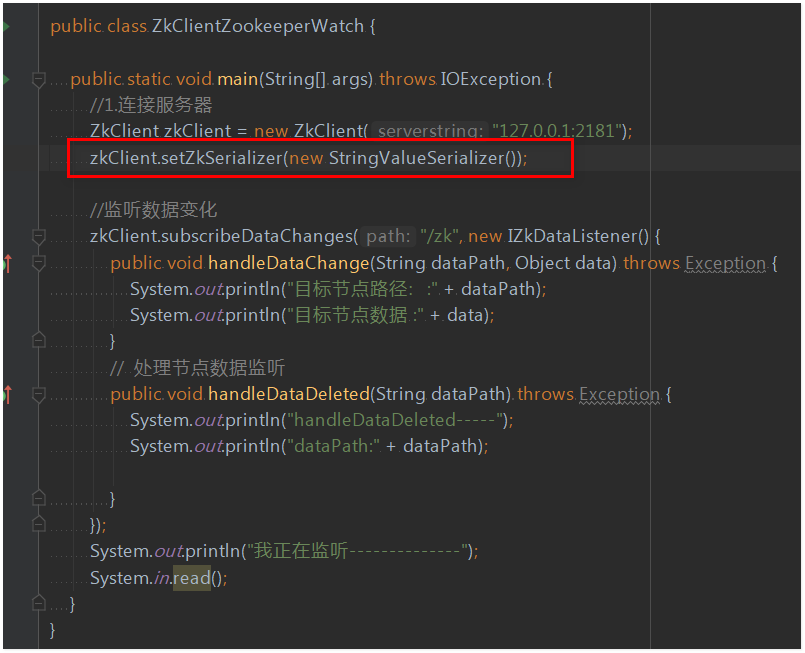 public class ZkClientZookeeperWatch {
public static void main(String[] args) throws IOException {
//1.连接服务器
ZkClient zkClient = new ZkClient( serverstring: "127.0.0.1:2181");
zkClient.setZkSerializer(new StringValueSerializer());
//监听数据变化
zkClient.subscribeDataChanges( path: "/zk", new IZkDataListener() {
public void handleDataChange(String dataPath, Object data) throws Exception {
System.out.println("目标节点路径： :" + dataPath);
System.out.println("目标节点数据 :" + data);
}
// 处理节点数据监听
public void handleDataDeleted(String dataPath) throws Exception {
System.out.println("handleDataDeleted-----");
System.out.println("dataPath:" + dataPath);
}
});
System.out.println("我正在监听--------------");
System.in.read();
}
}